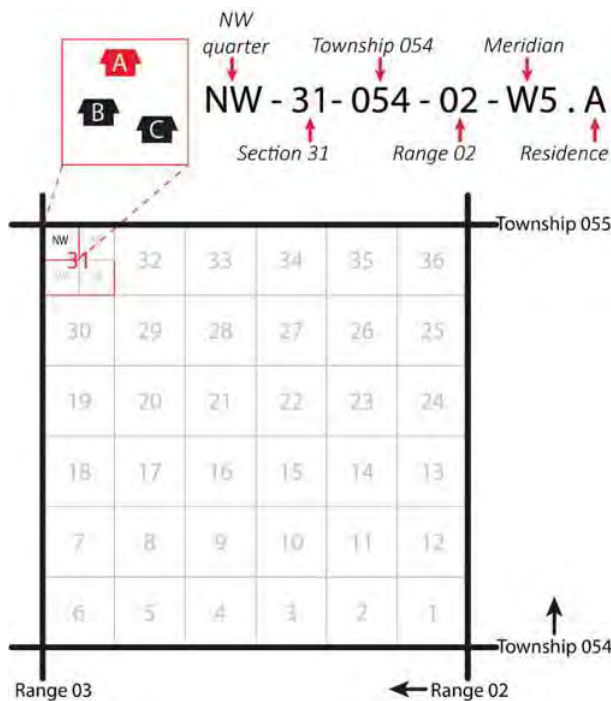 NW
quarter
Township 054
Meridian
A
B
C
NW - 31 - 054 - 02 - W5 . A
Section 31
Range 02
Residence
Township 055
NW
31
32
33
34
35
36
30
29
28
27
26
25
19
20
21
22
23
24
18
17
16
15
14
13
7
8
9
10
11
12
6
5
4
3
2
1
Township 054
Range 03
Range 02